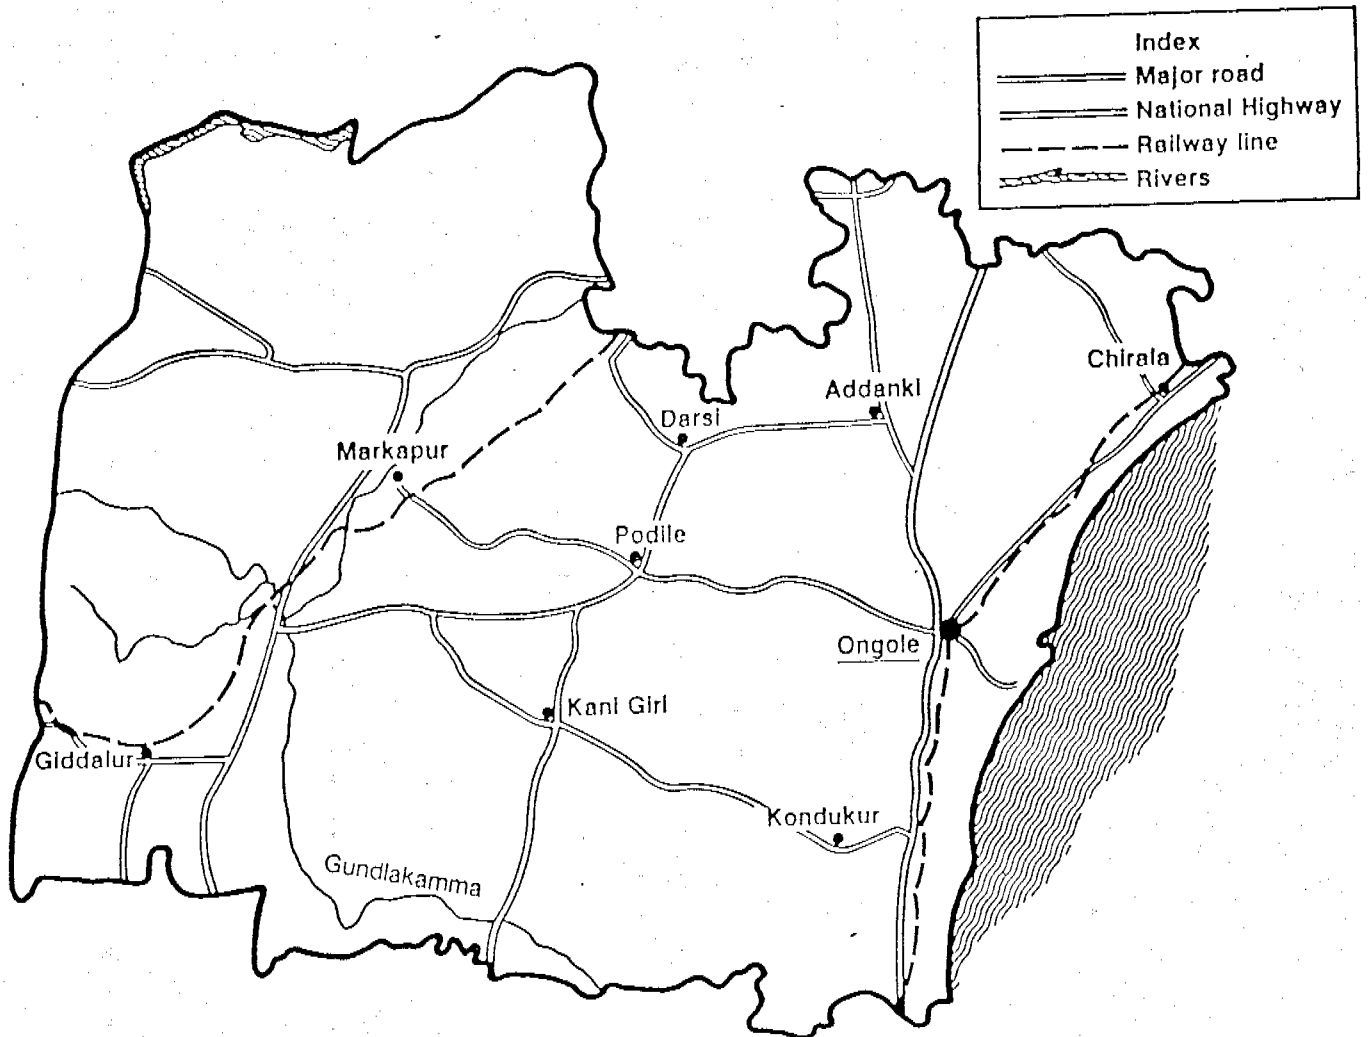 Index
Major road
National Highway
Railway line
Rivers
Chirala
Addanki
Darsi
Markapur
Podile
Ongole
Kani Giri
Giddalur
Kondukur
Gundlakamma